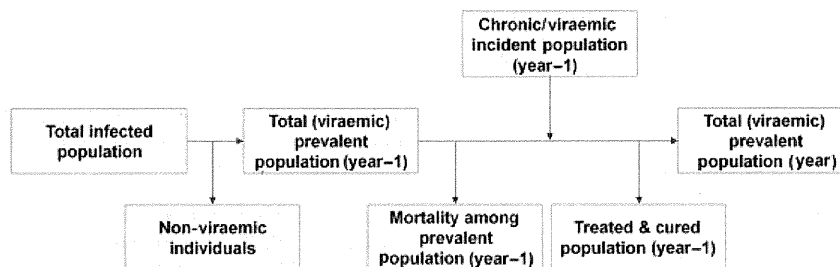 Chronic/viraemic
incident population
(year–1)
Total infected
population
Total (viraemic)
prevalent
population (year–1)
Total (viraemic)
prevalent
population (year)
Non-viraemic
individuals
Mortality among
prevalent
population (year–1)
Treated & cured
population (year–1)